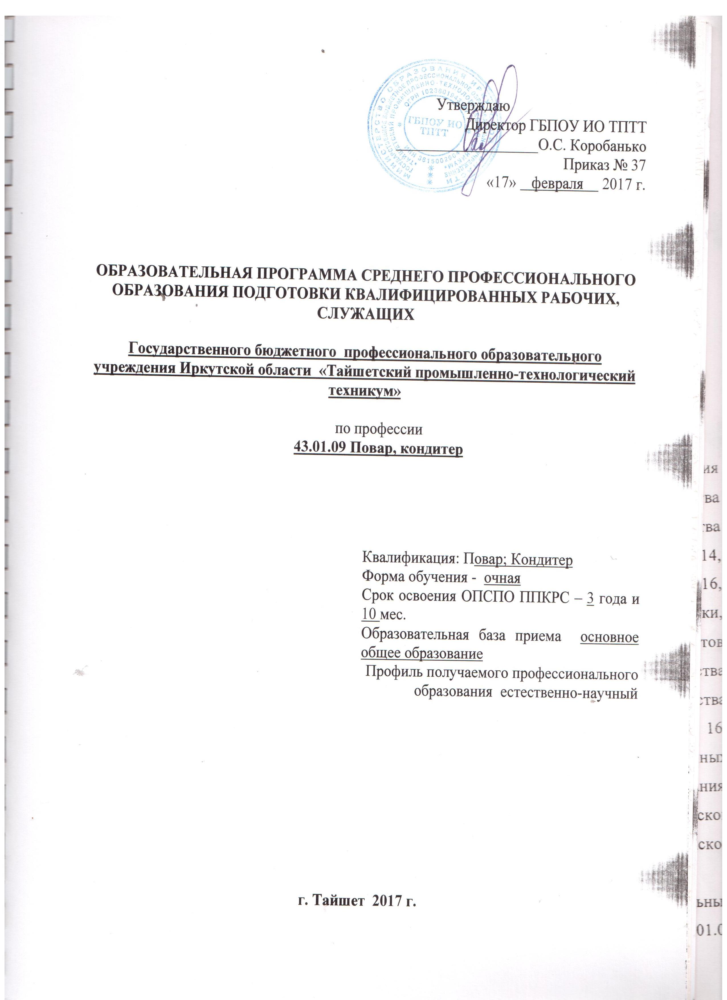 Утверждаю
Директор ГБПОУ ИО ТПТТ
О.С. Коробанько
Приказ № 37
«17» февраля 2017 г.
ГБПОУ ИО
ТПТТ
ОБРАЗОВАТЕЛЬНАЯ ПРОГРАММА СРЕДНЕГО ПРОФЕССИОНАЛЬНОГО
ОБРАЗОВАНИЯ ПОДГОТОВКИ КВАЛИФИЦИРОВАННЫХ РАБОЧИХ,
СЛУЖАЩИХ
Государственного бюджетного профессионального образовательного
учреждения Иркутской области «Тайшетский промышленно-технологический
техникум»
по профессии
43.01.09 Повар, кондитер
Квалификация: Повар; Кондитер
Форма обучения - очная
Срок освоения ОПСПО ППКРС – 3 года и
10 мес.
Образовательная база приема основное
общее образование
Профиль получаемого профессионального
образования естественно-научный
г. Тайшет 2017 г.